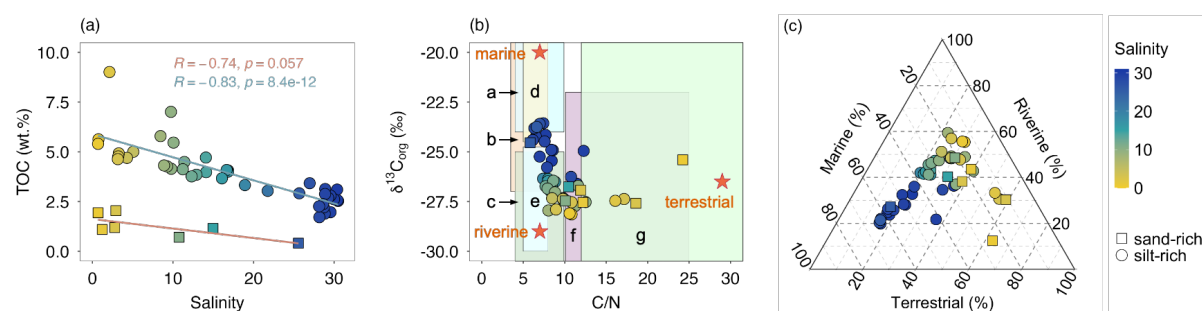 (a)
R = −0.74, p = 0.057
R = −0.83, p = 8.4e-12
TOC (wt.%)
10.0
7.5
5.0
2.5
0.0
0
10
20
30
Salinity
(b)
δ¹³Corg (‰)
-20.0
-22.5
-25.0
-27.5
-30.0
marine
a
d
b
c
e
riverine
f
g
terrestrial
0
5
10
15
20
25
C/N
(c)
Marine (%)
Riverine (%)
Terrestrial (%)
100
80
60
40
20
20
40
60
80
100
20
40
60
80
100
Salinity
30
20
10
0
sand-rich
silt-rich